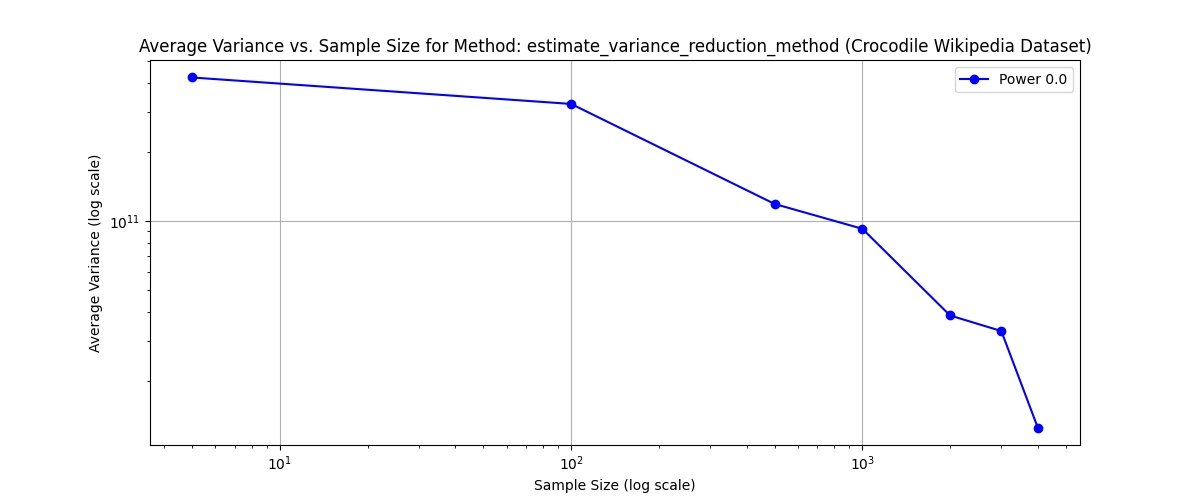 Average Variance vs. Sample Size for Method: estimate_variance_reduction_method (Crocodile Wikipedia Dataset)
Power 0.0
Average Variance (log scale)
10¹¹
10¹ 10² 10³
Sample Size (log scale)